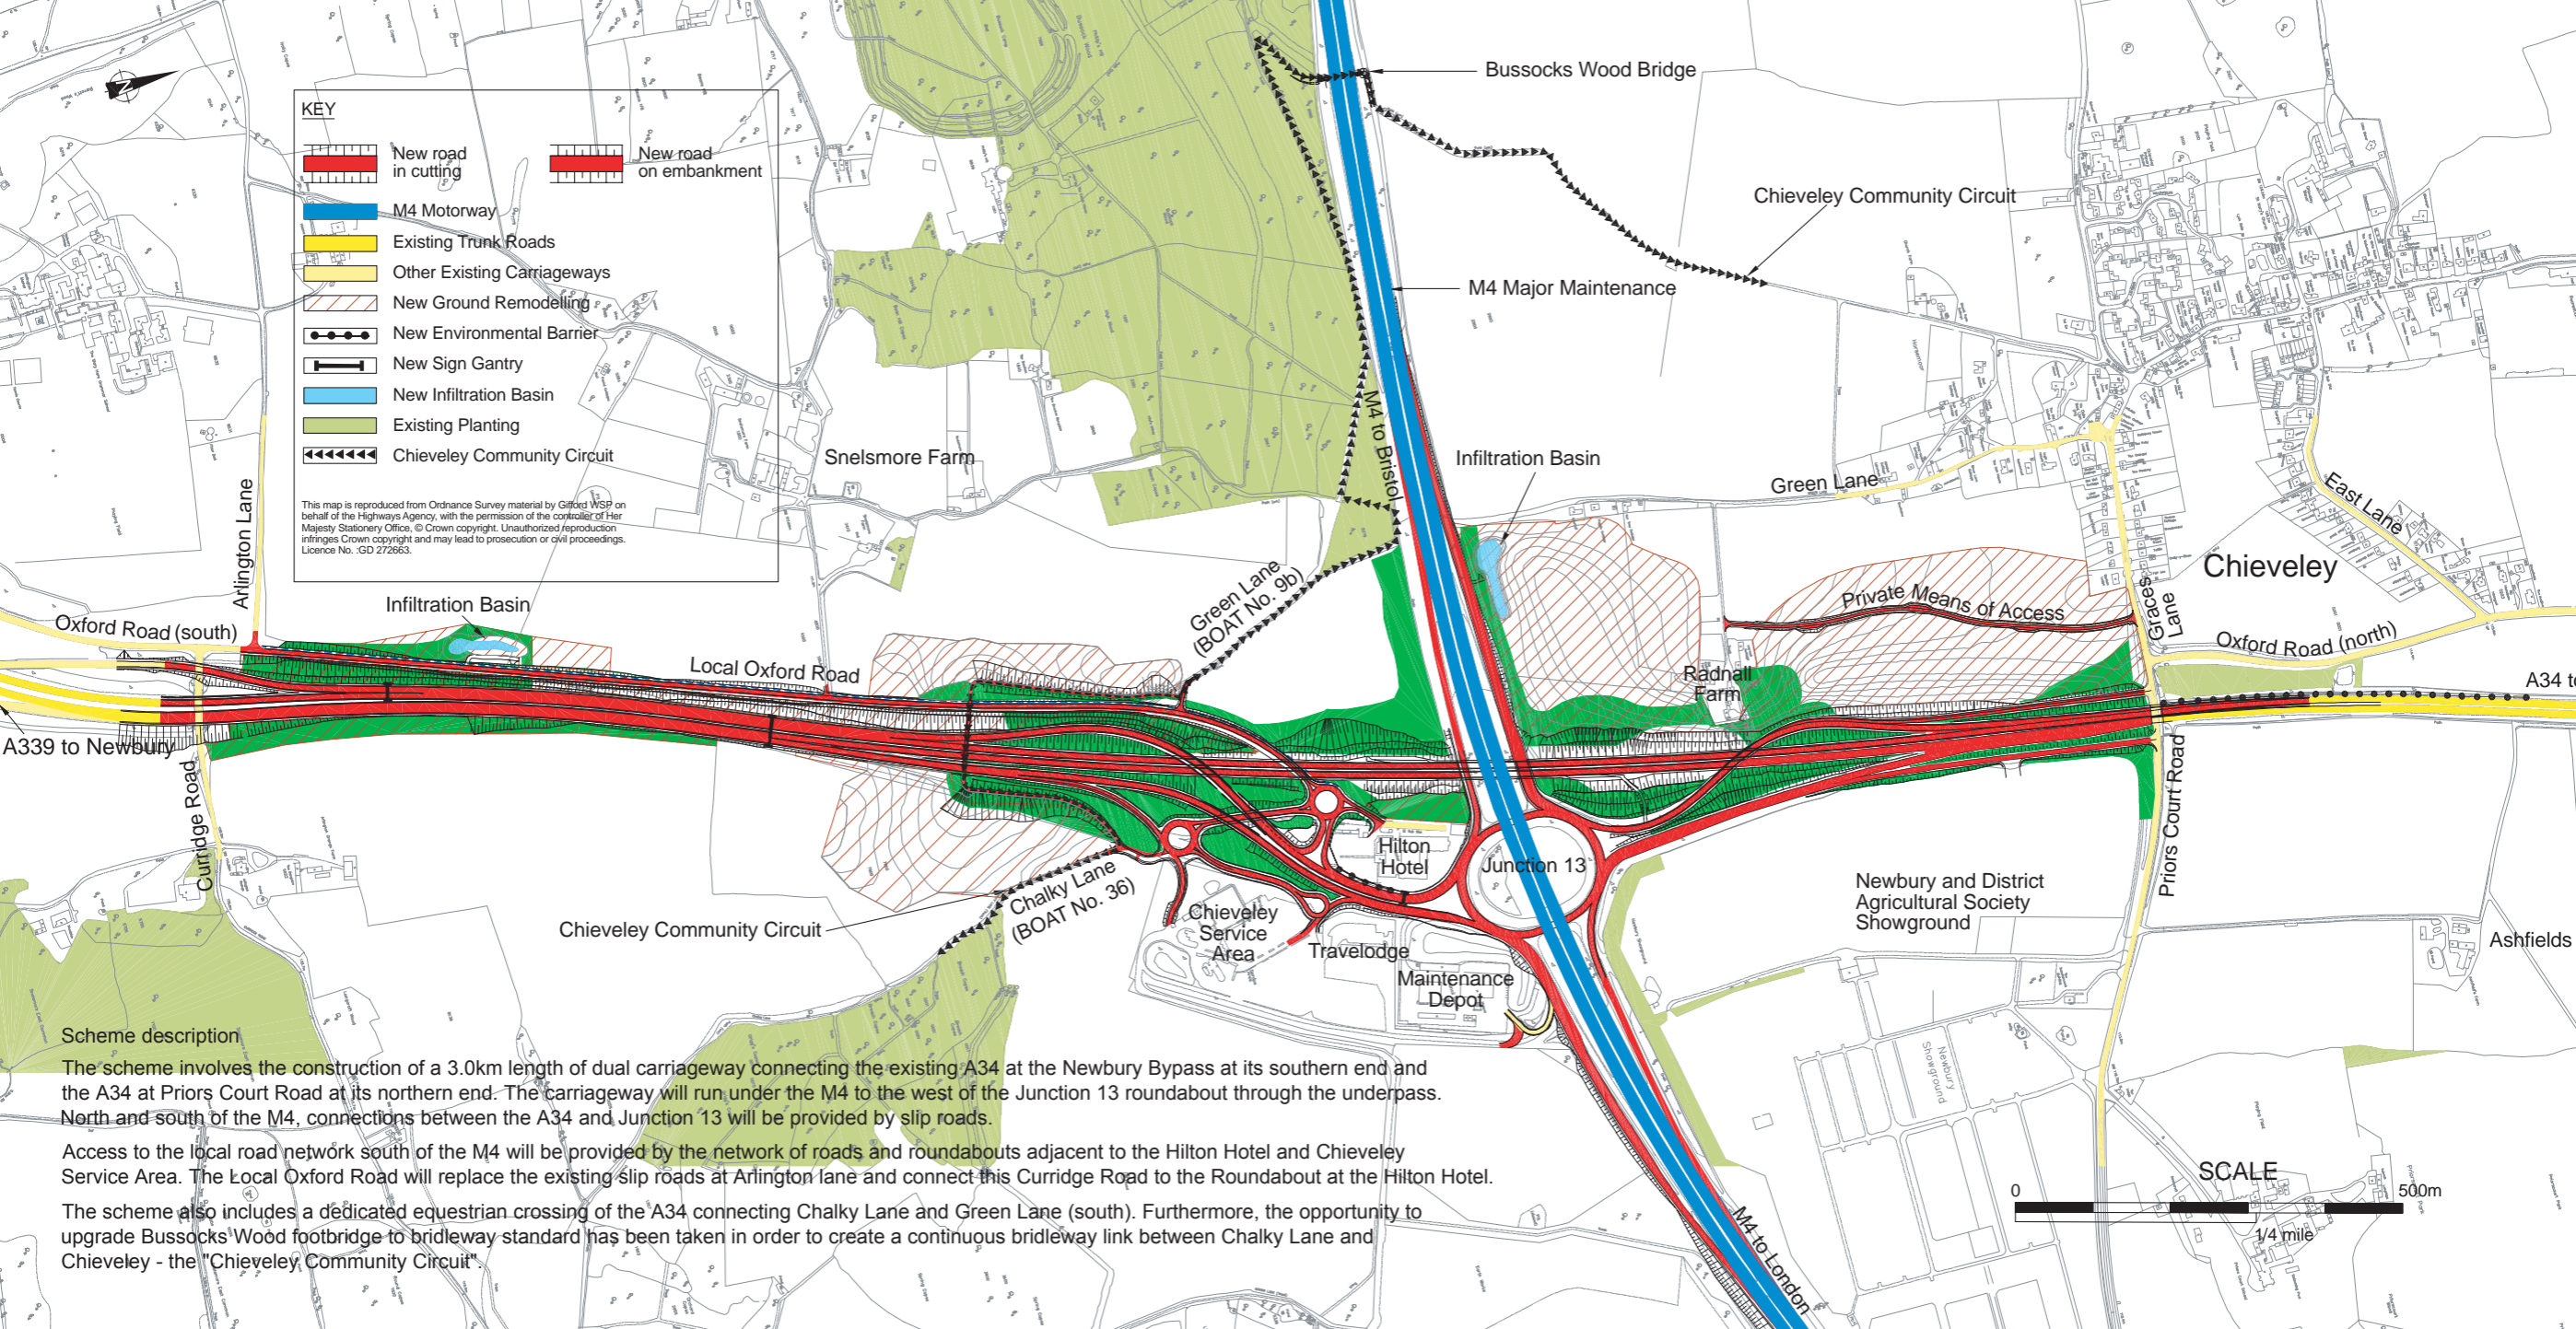 Bussocks Wood Bridge
KEY
New road
in cutting
New road
on embankment
M4 Motorway
Existing Trunk Roads
Other Existing Carriageways
New Ground Remodelling
New Environmental Barrier
New Sign Gantry
New Infiltration Basin
Existing Planting
Chieveley Community Circuit
This map is reproduced from Ordnance Survey material by Gifford WSP on
behalf of the Highways Agency, with the permission of the controller of Her
Majesty Stationery Office, © Crown copyright. Unauthorized reproduction
infringes Crown copyright and may lead to prosecution or civil proceedings.
Licence No. :GD 272663.
Chieveley Community Circuit
M4 Major Maintenance
M4 to Bristol
Snelsmore Farm
Infiltration Basin
Green Lane
East Lane
Chieveley
Arlington Lane
Infiltration Basin
Oxford Road (south)
Local Oxford Road
Green Lane
(BOAT No. 9b)
Private Means of Access
Graces
Lane
Oxford Road (north)
Radnall
Farm
A34 to
A339 to Newbury
Curridge Road
Priors Court Road
Hilton
Hotel
Junction 13
Chalky Lane
(BOAT No. 36)
Chieveley Community Circuit
Chieveley
Service
Area
Travelodge
Maintenance
Depot
Newbury and District
Agricultural Society
Showground
Ashfields
Newbury
Showground
M4 to London
SCALE
0
500m
1/4 mile
Scheme description
The scheme involves the construction of a 3.0km length of dual carriageway connecting the existing A34 at the Newbury Bypass at its southern end and
the A34 at Priors Court Road at its northern end. The carriageway will run under the M4 to the west of the Junction 13 roundabout through the underpass.
North and south of the M4, connections between the A34 and Junction 13 will be provided by slip roads.
Access to the local road network south of the M4 will be provided by the network of roads and roundabouts adjacent to the Hilton Hotel and Chieveley
Service Area. The Local Oxford Road will replace the existing slip roads at Arlington lane and connect this Curridge Road to the Roundabout at the Hilton Hotel.
The scheme also includes a dedicated equestrian crossing of the A34 connecting Chalky Lane and Green Lane (south). Furthermore, the opportunity to
upgrade Bussocks Wood footbridge to bridleway standard has been taken in order to create a continuous bridleway link between Chalky Lane and
Chieveley - the "Chieveley Community Circuit".